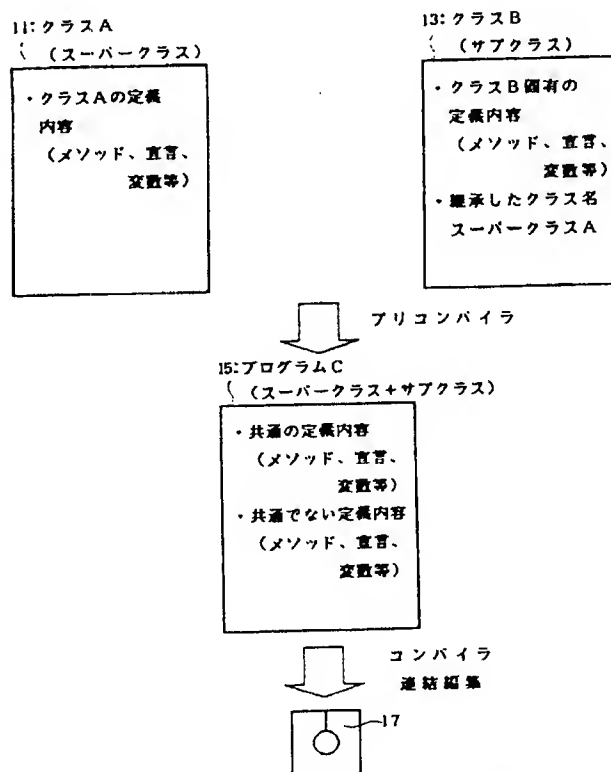 11:クラスA
(スーパークラス)
・クラスAの定義
内容
(メソッド、宣言、
変数等)
13:クラスB
(サブクラス)
・クラスB固有の
定義内容
(メソッド、宣言、
変数等)
・継承したクラス名
スーパークラスA
プリコンパイラ
15:プログラムC
(スーパークラス+サブクラス)
・共通の定義内容
(メソッド、宣言、
変数等)
・共通でない定義内容
(メソッド、宣言、
変数等)
コンパイラ
連結編集
17